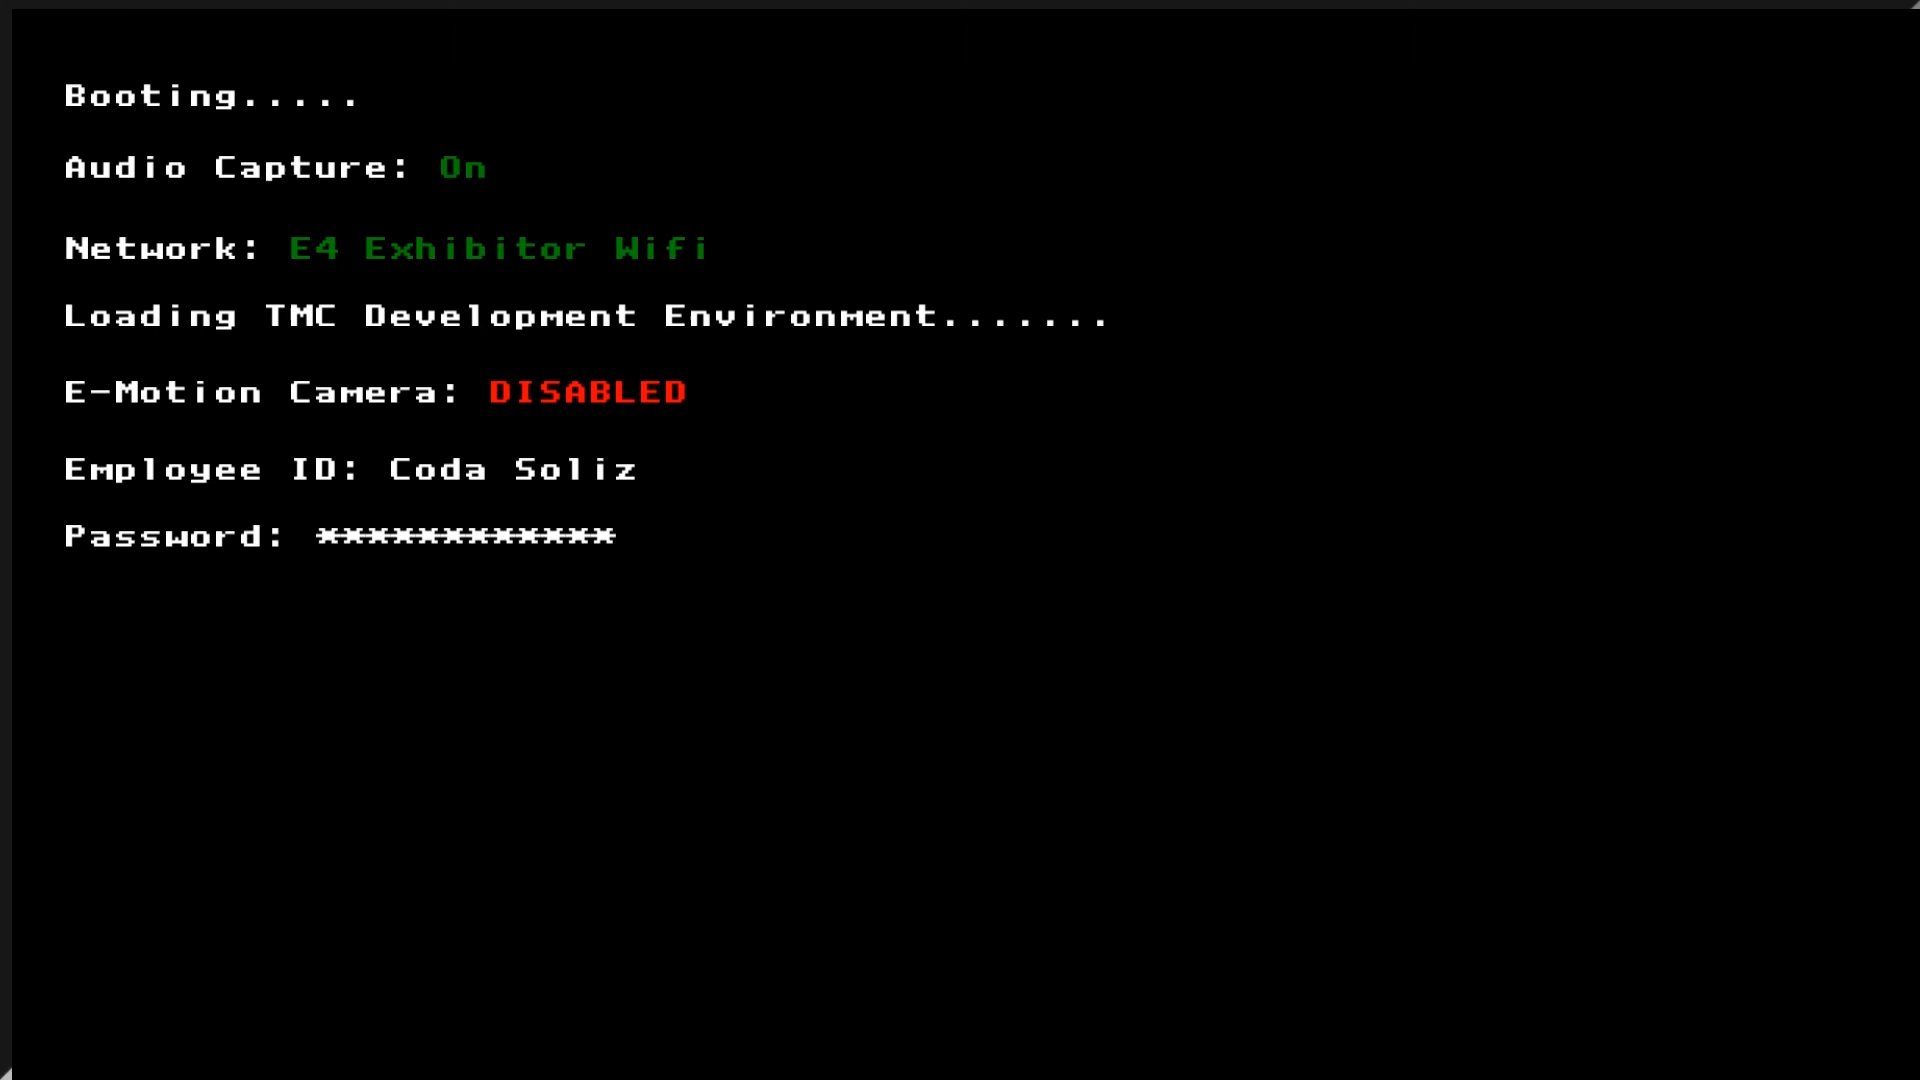 Booting.....
Audio Capture: On
Network: E4 Exhibitor Wifi
Loading TMC Development Environment.......
E-Motion Camera: DISABLED
Employee ID: Coda Soliz
Password: ************